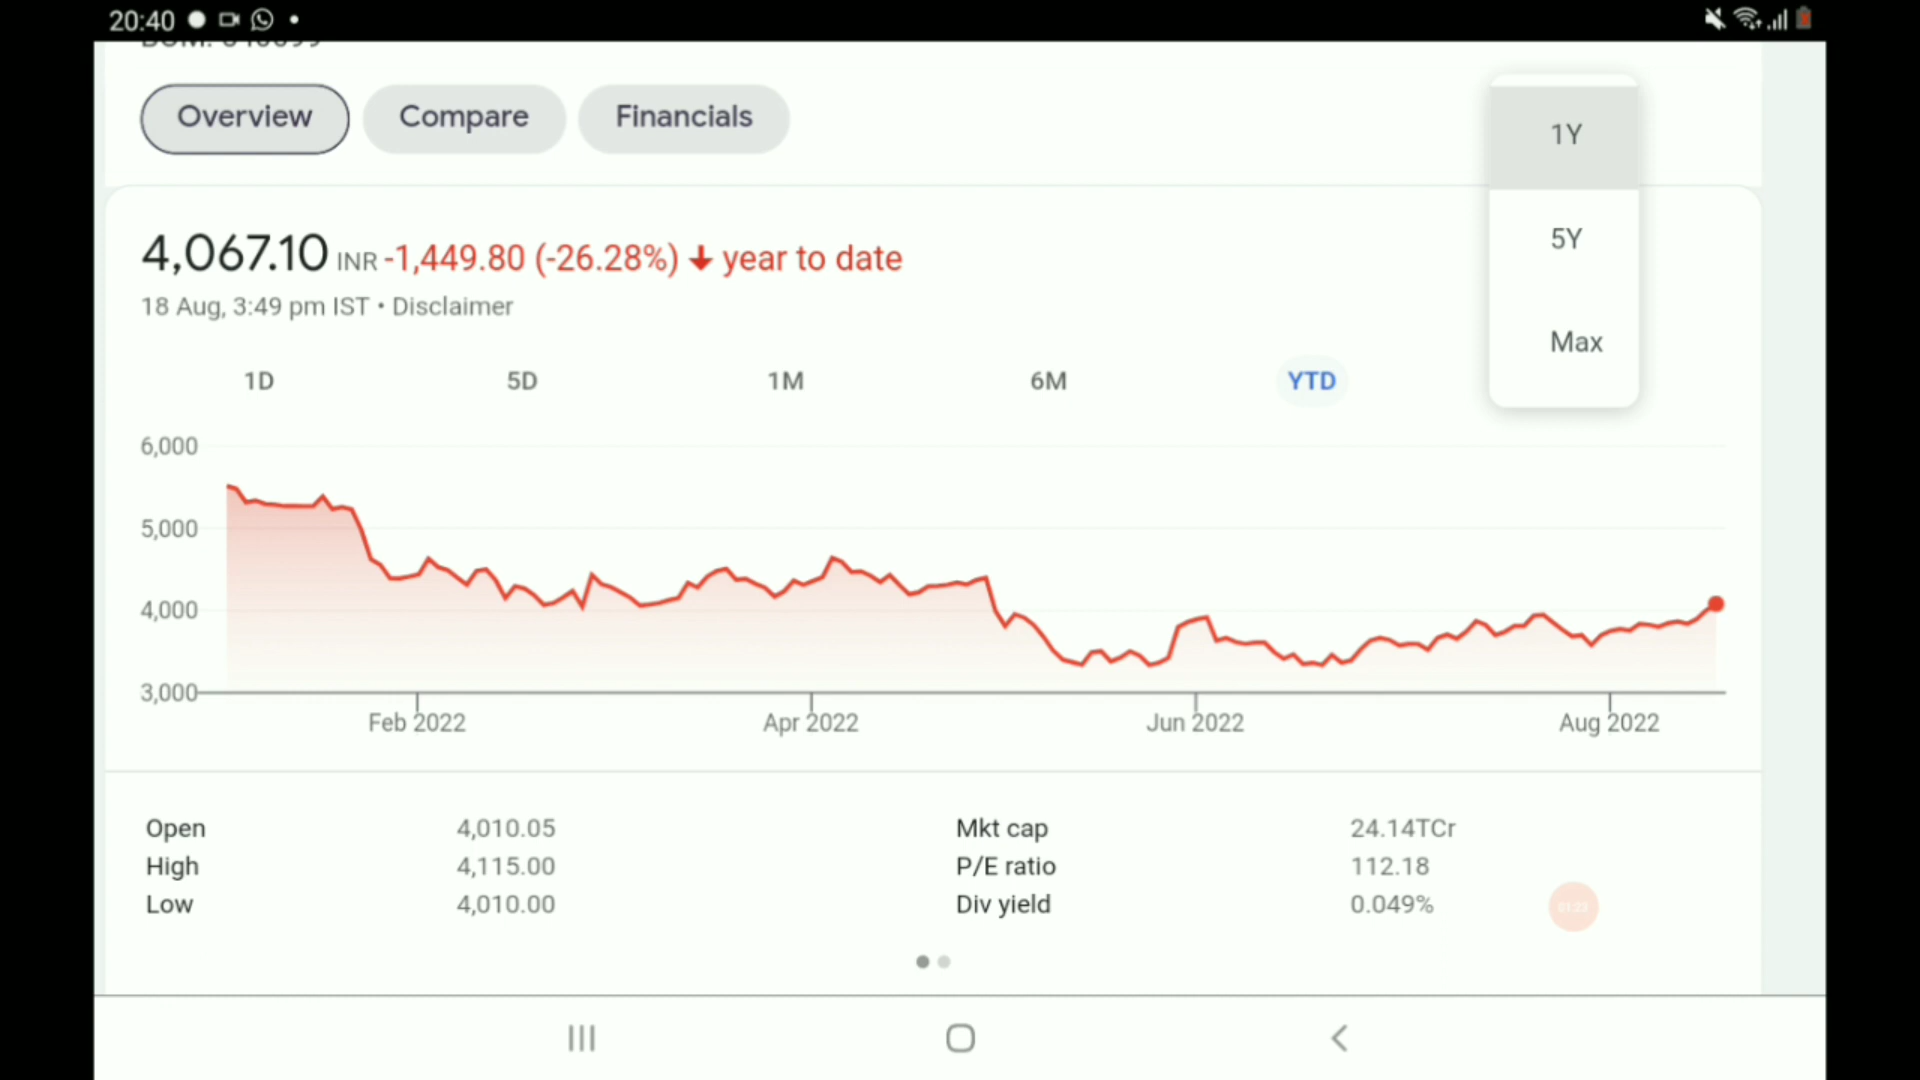 20:40
Overview Compare Financials
1Y
5Y
Max
4,067.10 INR -1,449.80 (-26.28%) ↓ year to date
18 Aug, 3:49 pm IST • Disclaimer
1D 5D 1M 6M YTD
6,000
5,000
4,000
3,000
Feb 2022 Apr 2022 Jun 2022 Aug 2022
Open 4,010.05 Mkt cap 24.14TCr
High 4,115.00 P/E ratio 112.18
Low 4,010.00 Div yield 0.049%